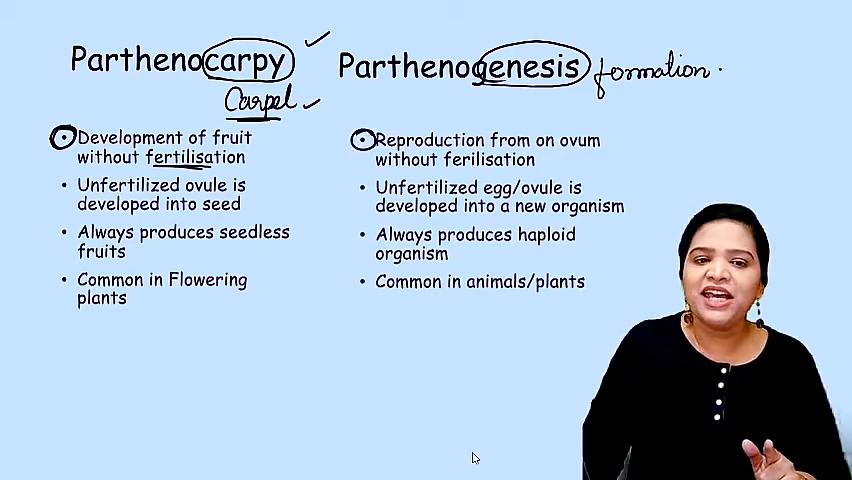 Parthenocarpy
Carpel
Development of fruit
without fertilisation
• Unfertilized ovule is
developed into seed
• Always produces seedless
fruits
• Common in Flowering
plants
Parthenogenesis formation.
Reproduction from on ovum
without ferilisation
• Unfertilized egg/ovule is
developed into a new organism
• Always produces haploid
organism
• Common in animals/plants